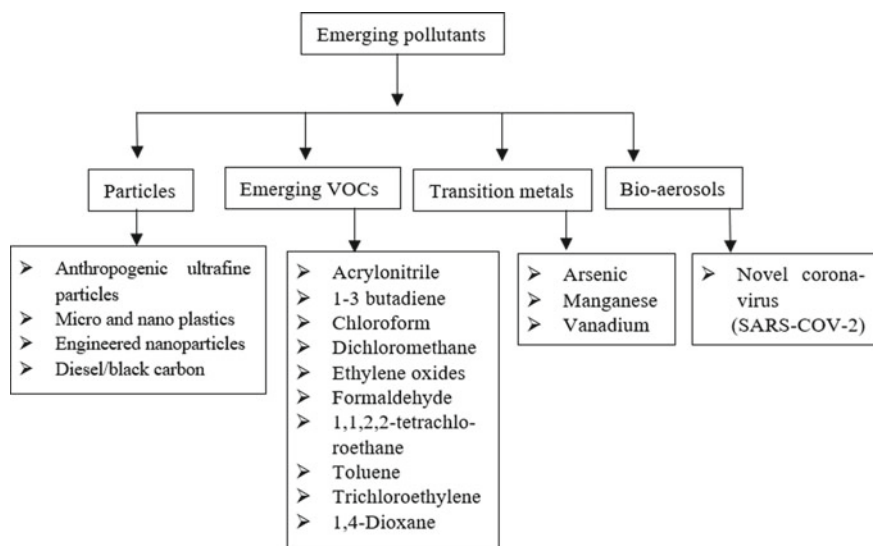 Emerging pollutants
Particles
Emerging VOCs
Transition metals
Bio-aerosols
➢ Anthropogenic ultrafine
particles
➢ Micro and nano plastics
➢ Engineered nanoparticles
➢ Diesel/black carbon
➢ Acrylonitrile
➢ 1-3 butadiene
➢ Chloroform
➢ Dichloromethane
➢ Ethylene oxides
➢ Formaldehyde
➢ 1,1,2,2-tetrachlo-
roethane
➢ Toluene
➢ Trichloroethylene
➢ 1,4-Dioxane
➢ Arsenic
➢ Manganese
➢ Vanadium
➢ Novel corona-
virus
(SARS-COV-2)